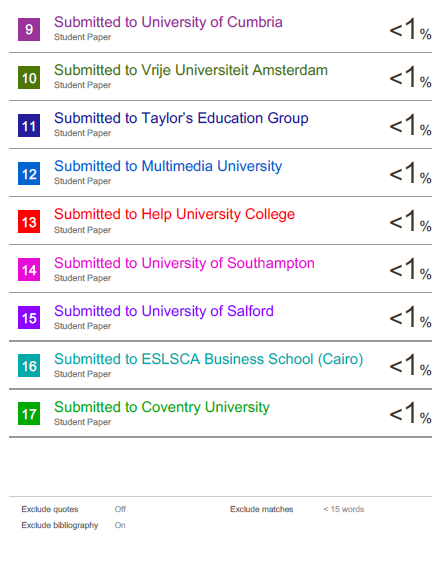 9 Submitted to University of Cumbria <1%
Student Paper
10 Submitted to Vrije Universiteit Amsterdam <1%
Student Paper
11 Submitted to Taylor's Education Group <1%
Student Paper
12 Submitted to Multimedia University <1%
Student Paper
13 Submitted to Help University College <1%
Student Paper
14 Submitted to University of Southampton <1%
Student Paper
15 Submitted to University of Salford <1%
Student Paper
16 Submitted to ESLSCA Business School (Cairo) <1%
Student Paper
17 Submitted to Coventry University <1%
Student Paper
Exclude quotes Off Exclude matches < 15 words
Exclude bibliography On